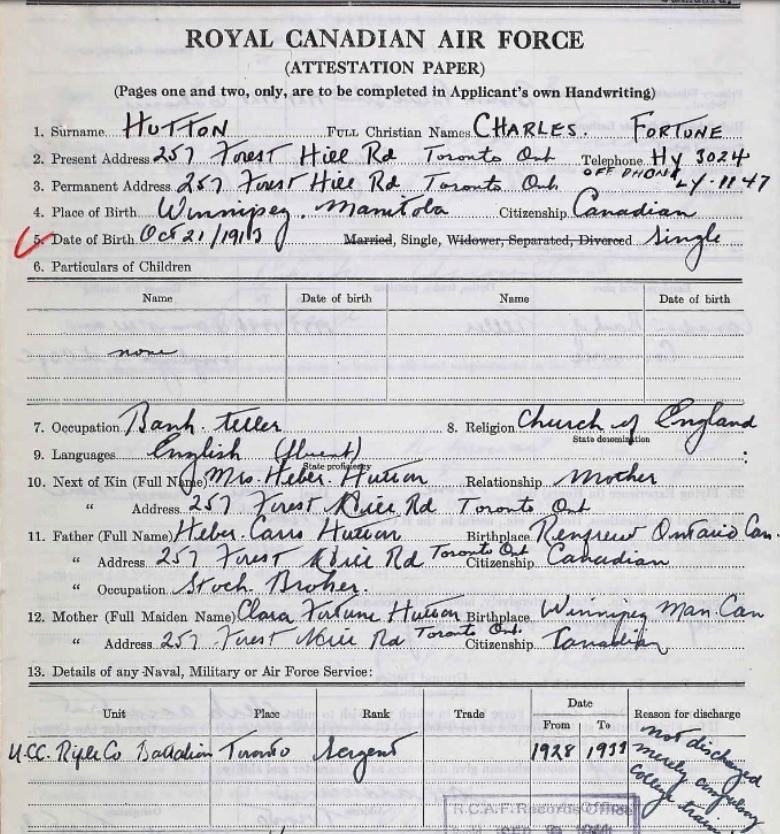 ROYAL CANADIAN AIR FORCE
(ATTESTATION PAPER)
(Pages one and two, only, are to be completed in Applicant's own Handwriting)
1. Surname HUTTON FULL Christian Names CHARLES. FORTUNE
2. Present Address 257 Forest Hill Rd Toronto Ont Telephone Hy 3024
OFF PHONE LY-1147
3. Permanent Address 257 Forest Hill Rd Toronto Ont.
4. Place of Birth Winnipeg. Manitoba Citizenship Canadian
5. Date of Birth Oct 21/1913 Married, Single, Widower, Separated, Divorced Single
6. Particulars of Children
Name Date of birth Name Date of birth
none
7. Occupation Bank. teller 8. Religion Church of England
State denomination
9. Languages English (fluent)
State proficiency
10. Next of Kin (Full Name) Mrs. Heber. Hutton Relationship Mother
" Address 257 Forest Hill Rd Toronto Ont
11. Father (Full Name) Heber. Hutton Birthplace Renfrew Ontario Can.
" Address 257 Forest Hill Rd Toronto Ont Citizenship Canadian
" Occupation Stock Broker.
12. Mother (Full Maiden Name) Clara Fortune Hutton Birthplace Winnipeg Man. Can
" Address 257 Forest Hill Rd Toronto Ont. Citizenship Canadian
13. Details of any Naval, Military or Air Force Service:
Unit Place Rank Trade Date Reason for discharge
From To
U.C.C. Rifle Co Battalion Toronto Sergent 1928 1933 not discharged
merely
college
R.C.A.F. Records Office